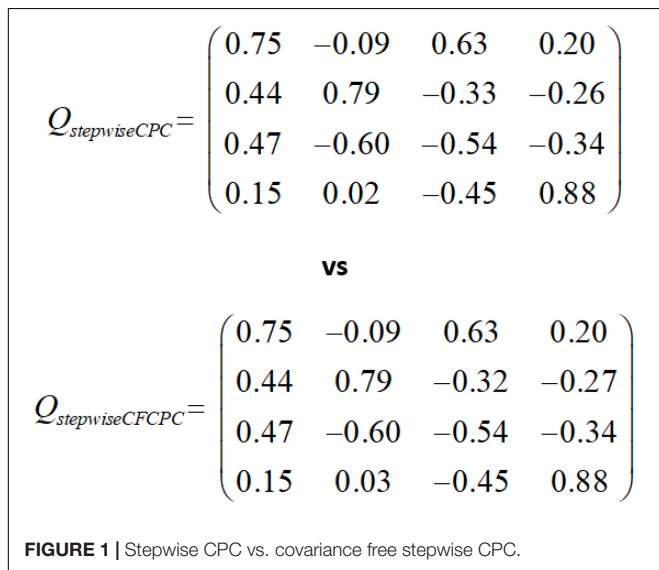 0.75 −0.09 0.63 0.20
0.44 0.79 −0.33 −0.26
Q_stepwiseCPC =
0.47 −0.60 −0.54 −0.34
0.15 0.02 −0.45 0.88
vs
0.75 −0.09 0.63 0.20
0.44 0.79 −0.32 −0.27
Q_stepwiseCFCPC =
0.47 −0.60 −0.54 −0.34
0.15 0.03 −0.45 0.88
FIGURE 1 | Stepwise CPC vs. covariance free stepwise CPC.